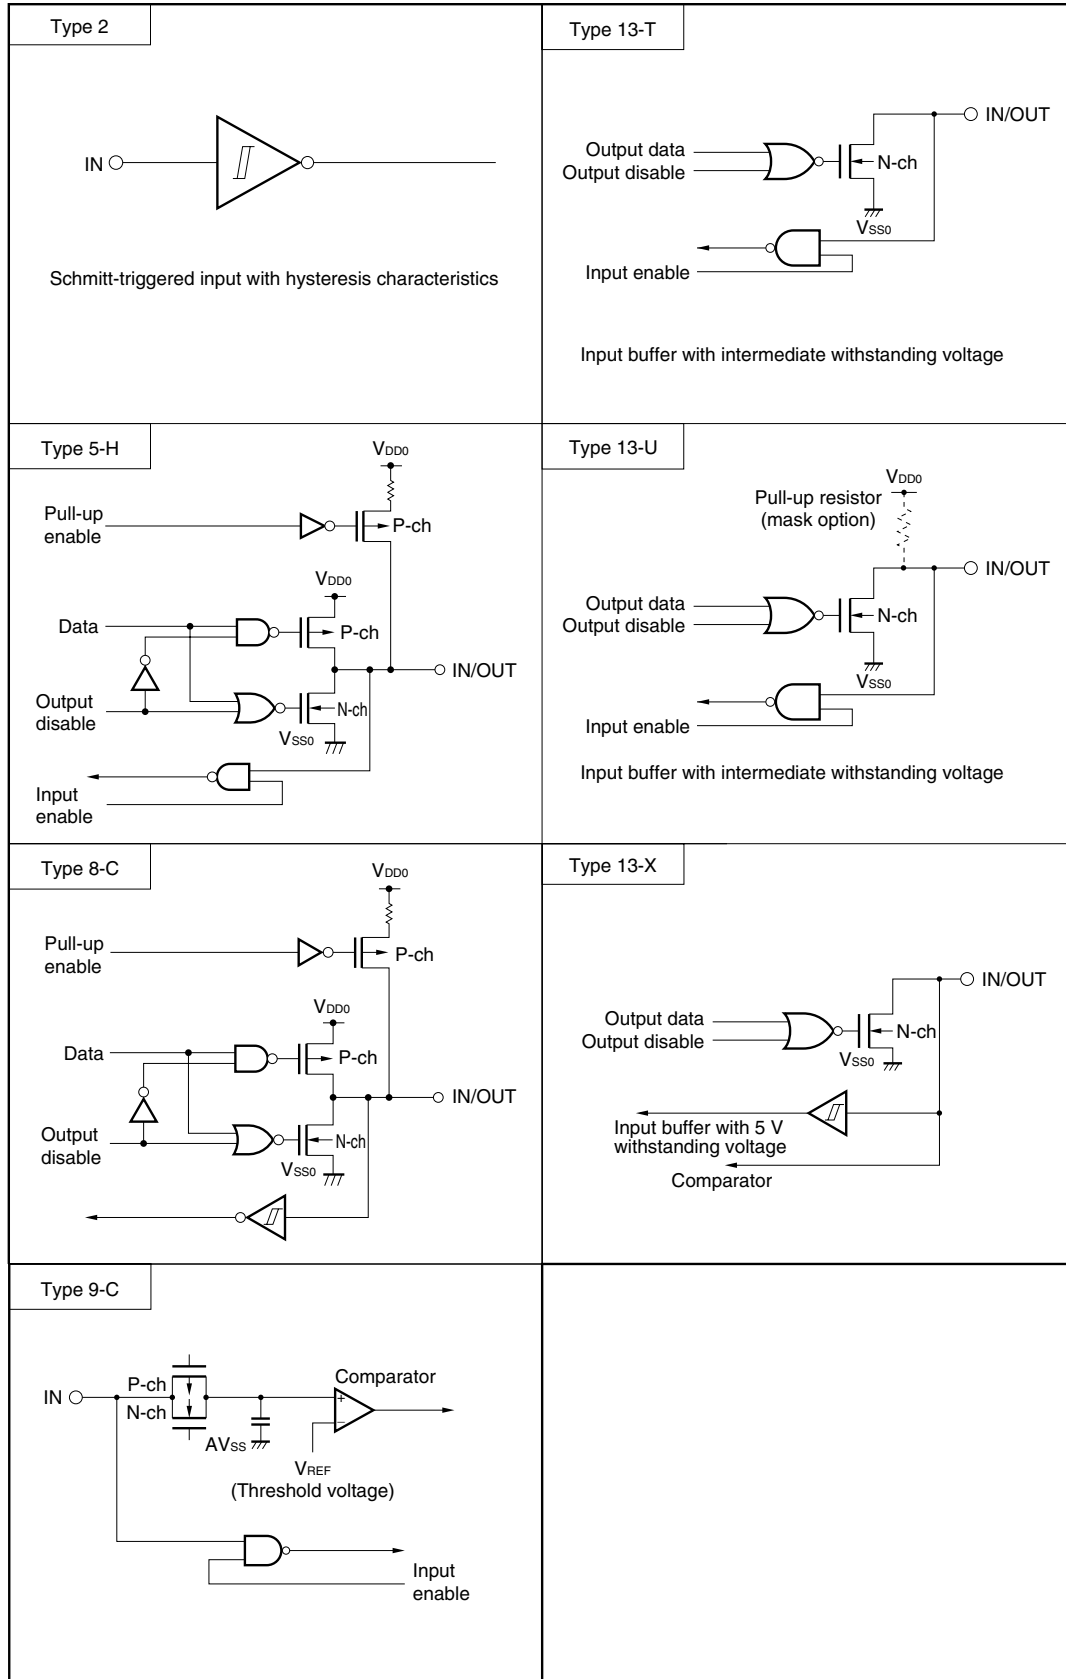 Type 2
IN
Schmitt-triggered input with hysteresis characteristics
Type 13-T
IN/OUT
Output data
Output disable
N-ch
VSS0
Input enable
Input buffer with intermediate withstanding voltage
Type 5-H
VDD0
Pull-up
enable
P-ch
VDD0
Data
P-ch
IN/OUT
Output
disable
N-ch
VSS0
Input
enable
Type 13-U
VDD0
Pull-up resistor
(mask option)
IN/OUT
Output data
Output disable
N-ch
VSS0
Input enable
Input buffer with intermediate withstanding voltage
Type 8-C
VDD0
Pull-up
enable
P-ch
VDD0
Data
P-ch
IN/OUT
Output
disable
N-ch
VSS0
Type 13-X
IN/OUT
Output data
Output disable
N-ch
VSS0
Input buffer with 5 V
withstanding voltage
Comparator
Type 9-C
Comparator
IN
P-ch
N-ch
+
−
AVSS
VREF
(Threshold voltage)
Input
enable